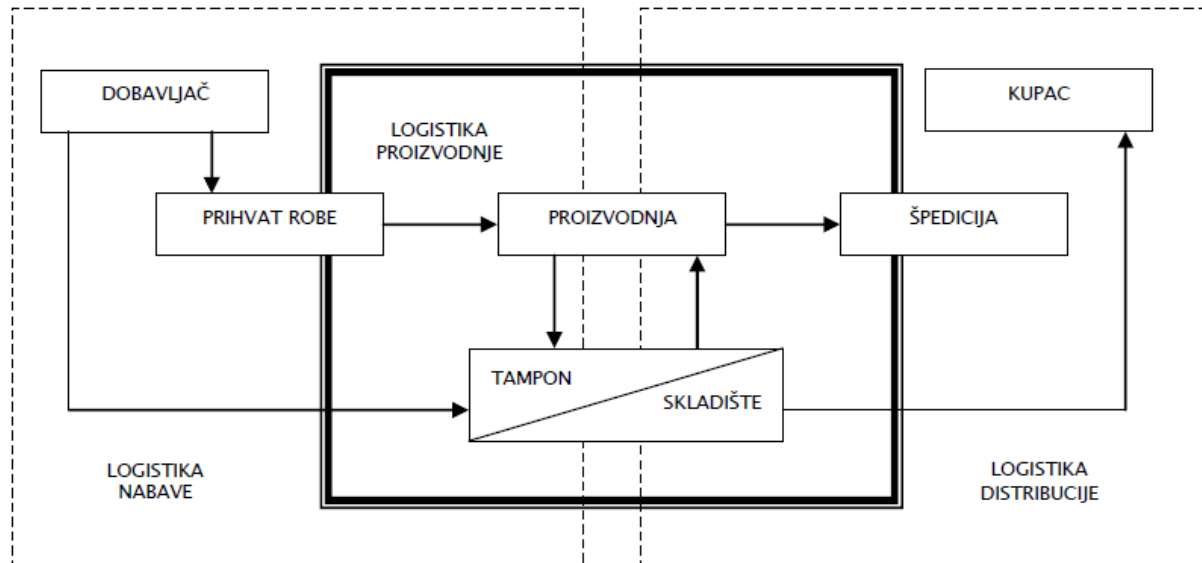 DOBAVLJAČ
KUPAC
LOGISTIKA
PROIZVODNJE
PRIHVAT ROBE
PROIZVODNJA
ŠPEDICIJA
TAMPON
SKLADIŠTE
LOGISTIKA
NABAVE
LOGISTIKA
DISTRIBUCIJE